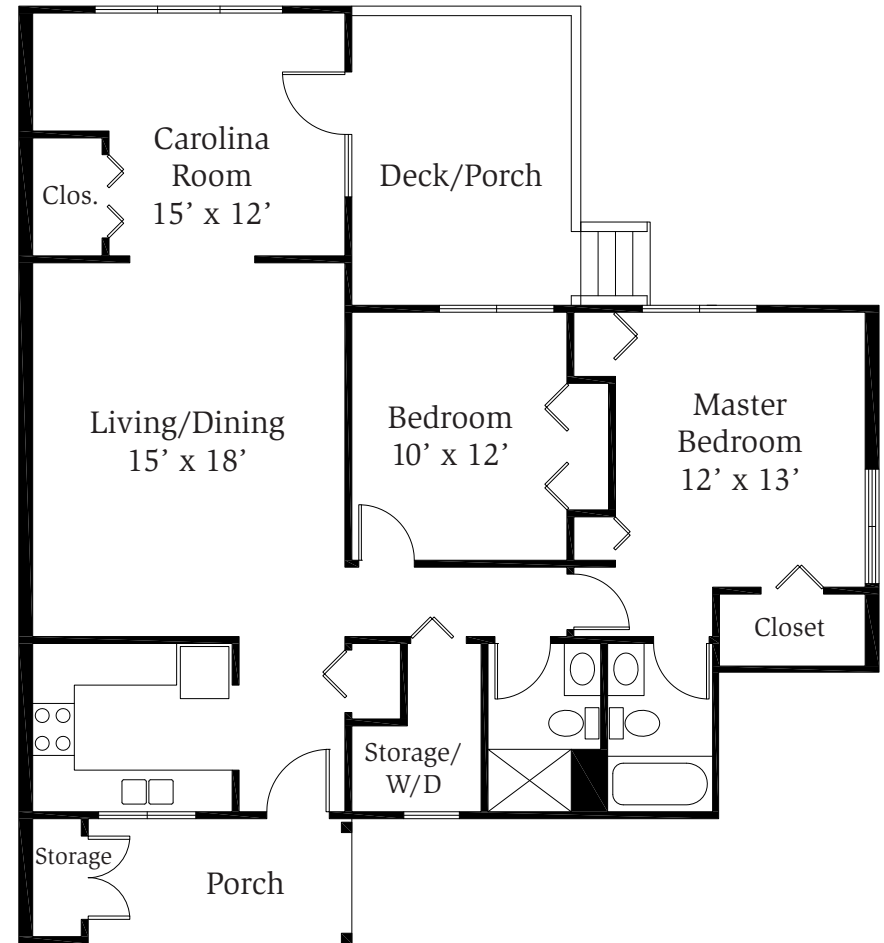 Carolina
Room
15’ x 12’
Clos.
Deck/Porch
Living/Dining
15’ x 18’
Bedroom
10’ x 12’
Master
Bedroom
12’ x 13’
Closet
Storage/
W/D
Storage
Porch